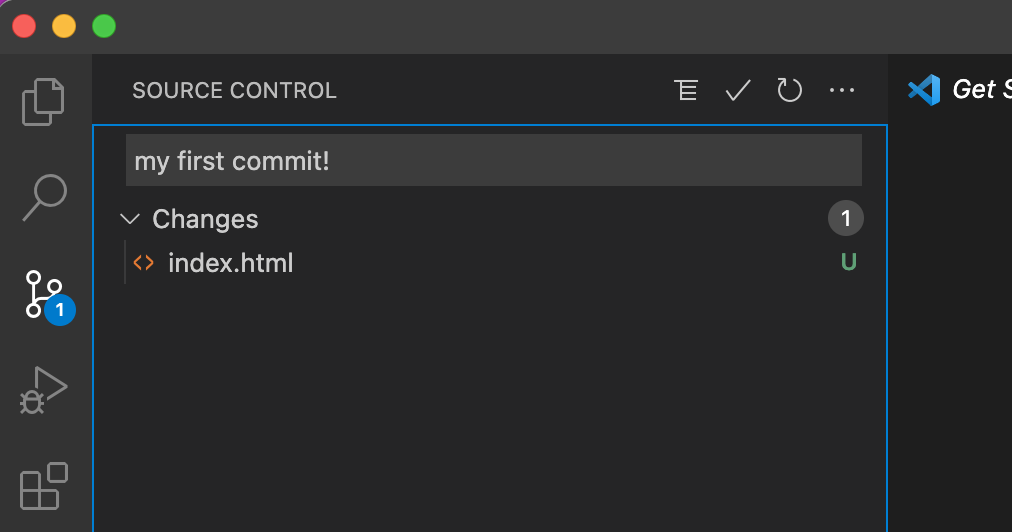 SOURCE CONTROL
Get S
my first commit!
Changes 1
index.html U
1